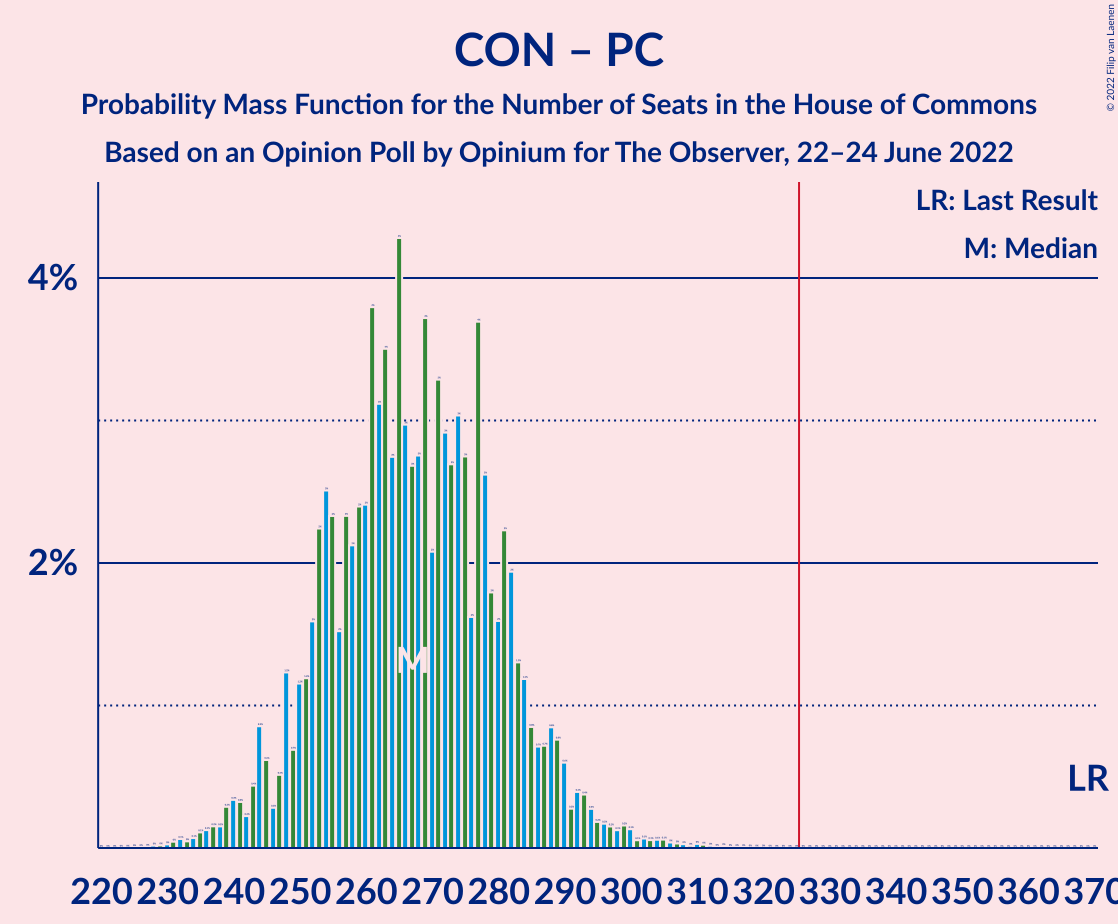 CON – PC
Probability Mass Function for the Number of Seats in the House of Commons
Based on an Opinion Poll by Opinium for The Observer, 22–24 June 2022
© 2022 Filip van Laenen
LR: Last Result
M: Median
4%
2%
M
LR
220 230 240 250 260 270 280 290 300 310 320 330 340 350 360 370